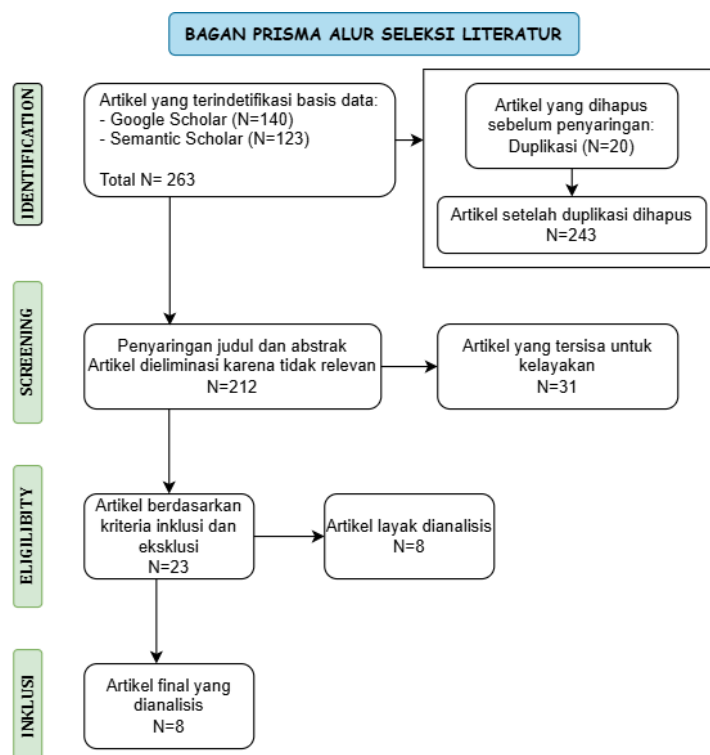 BAGAN PRISMA ALUR SELEKSI LITERATUR
IDENTIFICATION
Artikel yang terindetifikasi basis data:
- Google Scholar (N=140)
- Semantic Scholar (N=123)
Total N= 263
Artikel yang dihapus
sebelum penyaringan:
Duplikasi (N=20)
Artikel setelah duplikasi dihapus
N=243
SCREENING
Penyaringan judul dan abstrak
Artikel dieliminasi karena tidak relevan
N=212
Artikel yang tersisa untuk
kelayakan
N=31
ELIGILIBITY
Artikel berdasarkan
kriteria inklusi dan
eksklusi
N=23
Artikel layak dianalisis
N=8
INKLUSI
Artikel final yang
dianalisis
N=8